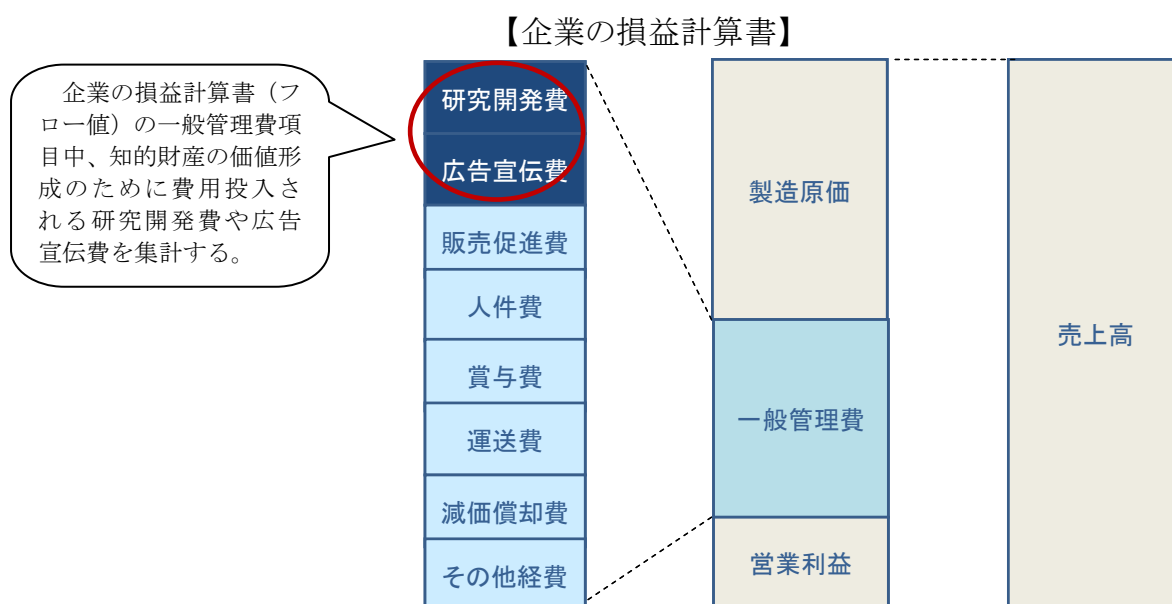 【企業の損益計算書】
企業の損益計算書（フ
ロー値）の一般管理費項
目中、知的財産の価値形
成のために費用投入さ
れる研究開発費や広告
宣伝費を集計する。
研究開発費
広告宣伝費
販売促進費
人件費
賞与費
運送費
減価償却費
その他経費
製造原価
一般管理費
営業利益
売上高